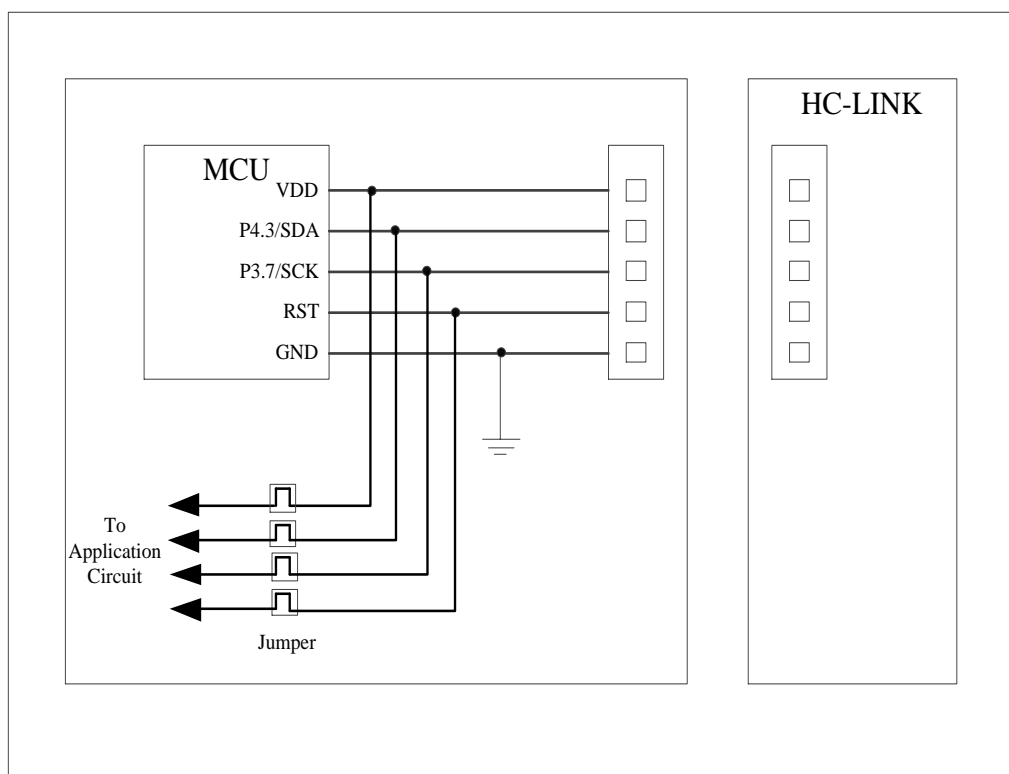 HC-LINK
MCU
VDD
P4.3/SDA
P3.7/SCK
RST
GND
To
Application
Circuit
Jumper